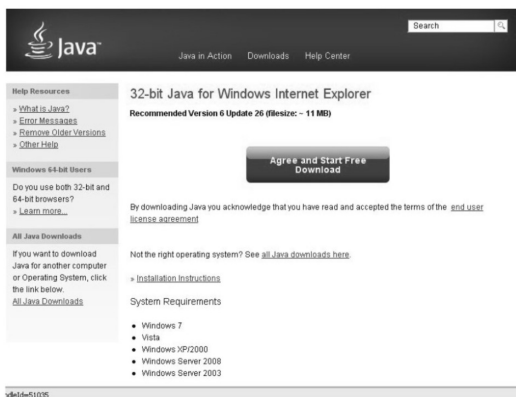 Java
Search
Java in Action Downloads Help Center
Help Resources
» What is Java?
» Error Messages
» Remove Older Versions
» Other Help
Windows 64-bit Users
Do you use both 32-bit and
64-bit browsers?
» Learn more...
All Java Downloads
If you want to download
Java for another computer
or Operating System, click
the link below.
All Java Downloads
32-bit Java for Windows Internet Explorer
Recommended Version 6 Update 26 (filesize: ~ 11 MB)
Agree and Start Free
Download
By downloading Java you acknowledge that you have read and accepted the terms of the end user
license agreement
Not the right operating system? See all Java downloads here.
» Installation Instructions
System Requirements
• Windows 7
• Vista
• Windows XP/2000
• Windows Server 2008
• Windows Server 2003
dleId=51035